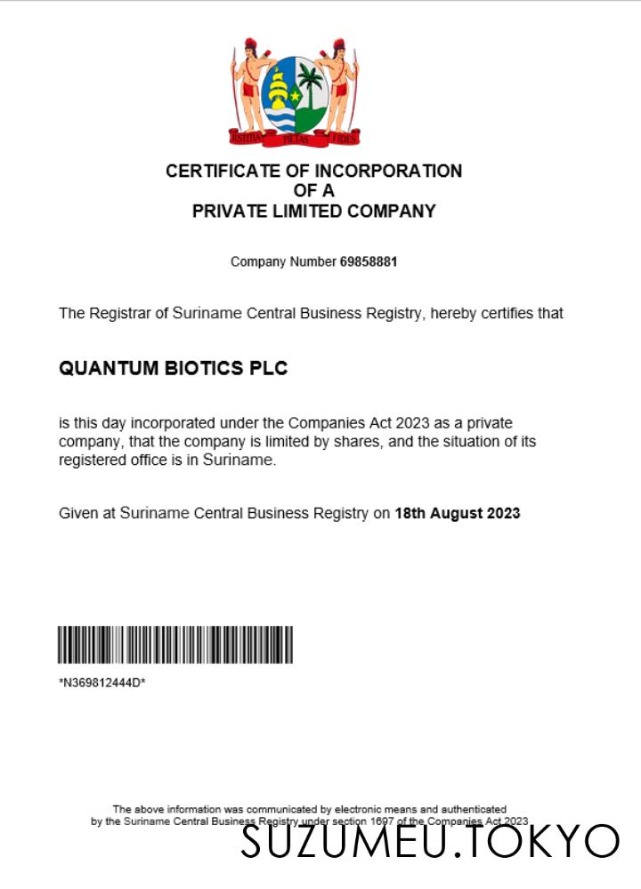 JUSTITIA PIETAS FIDES
CERTIFICATE OF INCORPORATION
OF A
PRIVATE LIMITED COMPANY
Company Number 69858881
The Registrar of Suriname Central Business Registry, hereby certifies that
QUANTUM BIOTICS PLC
is this day incorporated under the Companies Act 2023 as a private
company, that the company is limited by shares, and the situation of its
registered office is in Suriname.
Given at Suriname Central Business Registry on 18th August 2023
*N369812444D*
The above information was communicated by electronic means and authenticated
by the Suriname Central Business Registry under section 1697 of the Companies Act 2023
SUZUMEU.TOKYO